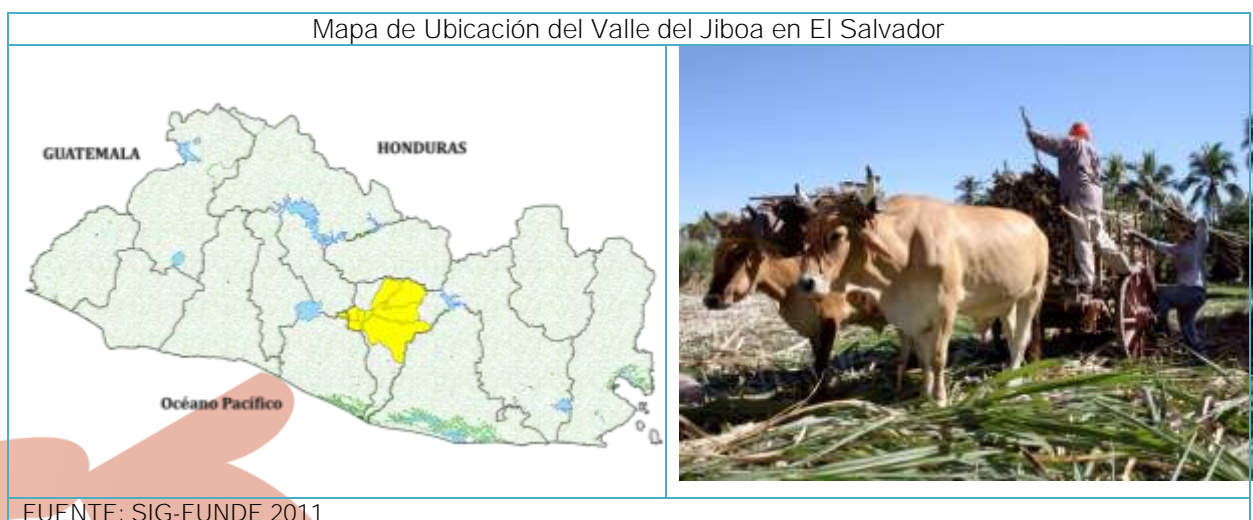 Mapa de Ubicación del Valle del Jiboa en El Salvador
GUATEMALA
HONDURAS
Océano Pacífico
FUENTE: SIG-FUNDE 2011